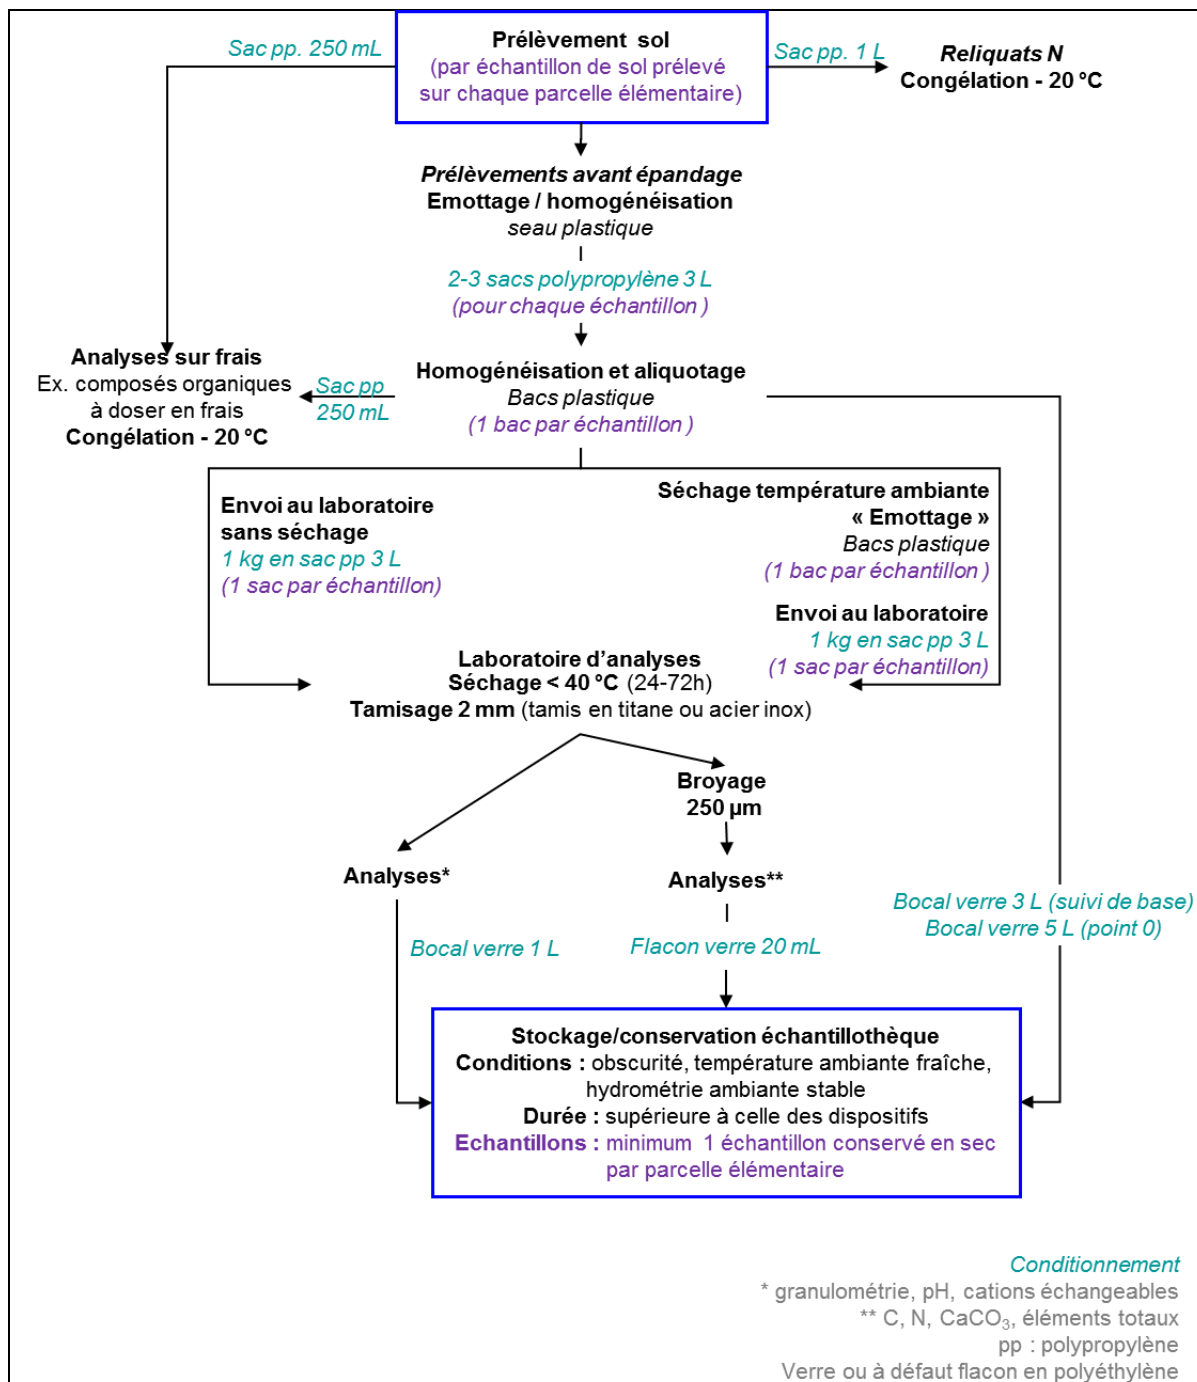 Sac pp. 250 mL
Prélèvement sol
(par échantillon de sol prélevé
sur chaque parcelle élémentaire)
Sac pp. 1 L
Reliquats N
Congélation - 20 °C
Prélèvements avant épandage
Emottage / homogénéisation
seau plastique
2-3 sacs polypropylène 3 L
(pour chaque échantillon )
Analyses sur frais
Ex. composés organiques
à doser en frais
Congélation - 20 °C
Sac pp
250 mL
Homogénéisation et aliquotage
Bacs plastique
(1 bac par échantillon )
Envoi au laboratoire
sans séchage
1 kg en sac pp 3 L
(1 sac par échantillon)
Séchage température ambiante
« Emottage »
Bacs plastique
(1 bac par échantillon )
Envoi au laboratoire
1 kg en sac pp 3 L
(1 sac par échantillon)
Laboratoire d'analyses
Séchage < 40 °C (24-72h)
Tamisage 2 mm (tamis en titane ou acier inox)
Broyage
250 µm
Analyses*
Analyses**
Bocal verre 3 L (suivi de base)
Bocal verre 5 L (point 0)
Bocal verre 1 L
Flacon verre 20 mL
Stockage/conservation échantillothèque
Conditions : obscurité, température ambiante fraîche,
hydrométrie ambiante stable
Durée : supérieure à celle des dispositifs
Echantillons : minimum 1 échantillon conservé en sec
par parcelle élémentaire
Conditionnement
* granulométrie, pH, cations échangeables
** C, N, CaCO₃, éléments totaux
pp : polypropylène
Verre ou à défaut flacon en polyéthylène